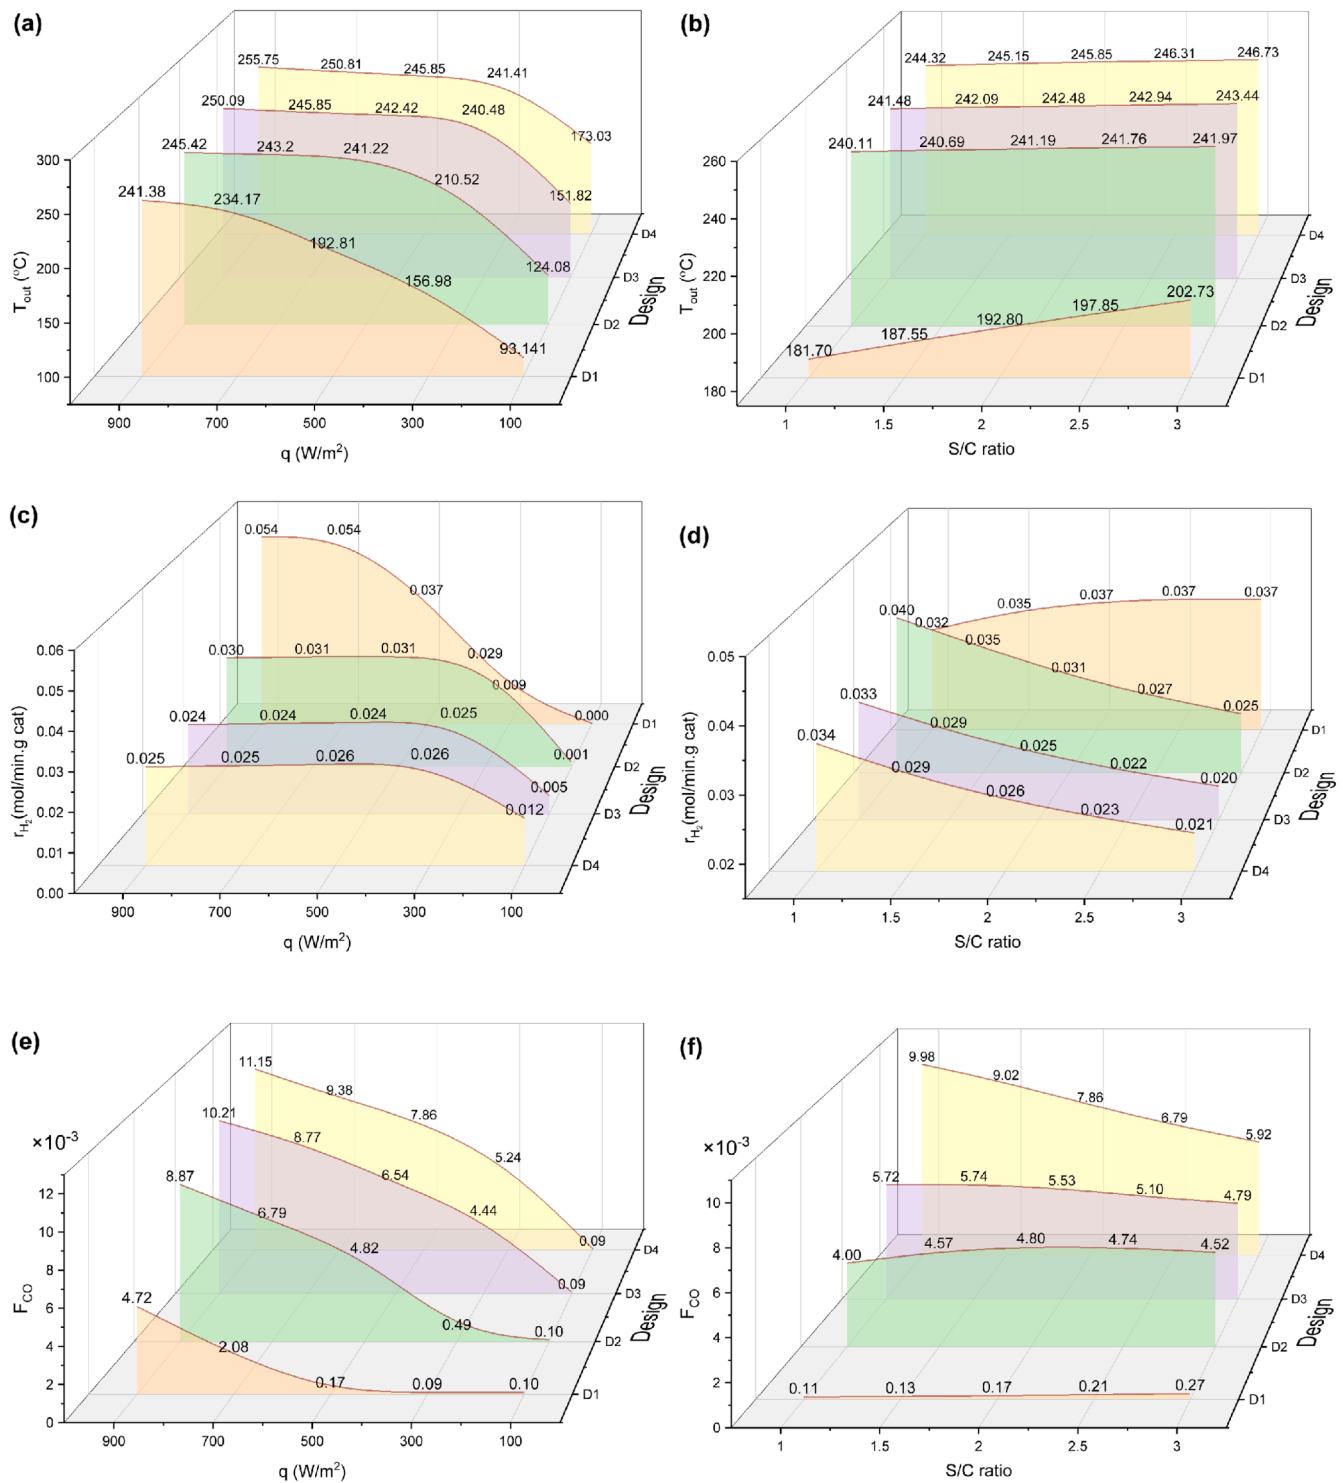 (a)
255.75 250.81 245.85 241.41 173.03
250.09 245.85 242.42 240.48 151.82
245.42 243.2 241.22 210.52 124.08
241.38 234.17 192.81 156.98 93.141
300
250
200
150
100
Tout (°C)
900 700 500 300 100
q (W/m²)
D4
D3
D2
D1
Design
(b)
244.32 245.15 245.85 246.31 246.73
241.48 242.09 242.48 242.94 243.44
240.11 240.69 241.19 241.76 241.97
181.70 187.55 192.80 197.85 202.73
260
240
220
200
180
Tout (°C)
1 1.5 2 2.5 3
S/C ratio
D4
D3
D2
D1
Design
(c)
0.054 0.054 0.037 0.009 0.000
0.030 0.031 0.031 0.029 0.001
0.024 0.024 0.024 0.025 0.005
0.025 0.025 0.026 0.026 0.012
0.06
0.05
0.04
0.03
0.02
0.01
0.00
rH₂(mol/min.g cat)
900 700 500 300 100
q (W/m²)
D1
D2
D3
D4
Design
(d)
0.032 0.035 0.037 0.037 0.037
0.040 0.035 0.031 0.027 0.025
0.033 0.029 0.025 0.022 0.020
0.034 0.029 0.026 0.023 0.021
0.05
0.04
0.03
0.02
rH₂(mol/min.g cat)
1 1.5 2 2.5 3
S/C ratio
D1
D2
D3
D4
Design
(e)
11.15 9.38 7.86 5.24 0.09
10.21 8.77 6.54 4.44 0.09
8.87 6.79 4.82 0.49 0.10
4.72 2.08 0.17 0.09 0.10
×10⁻³
12
10
8
6
4
2
0
FCO
900 700 500 300 100
q (W/m²)
D4
D3
D2
D1
Design
(f)
9.98 9.02 7.86 6.79 5.92
5.72 5.74 5.53 5.10 4.79
4.00 4.57 4.80 4.74 4.52
0.11 0.13 0.17 0.21 0.27
×10⁻³
10
8
6
4
2
0
FCO
1 1.5 2 2.5 3
S/C ratio
D4
D3
D2
D1
Design